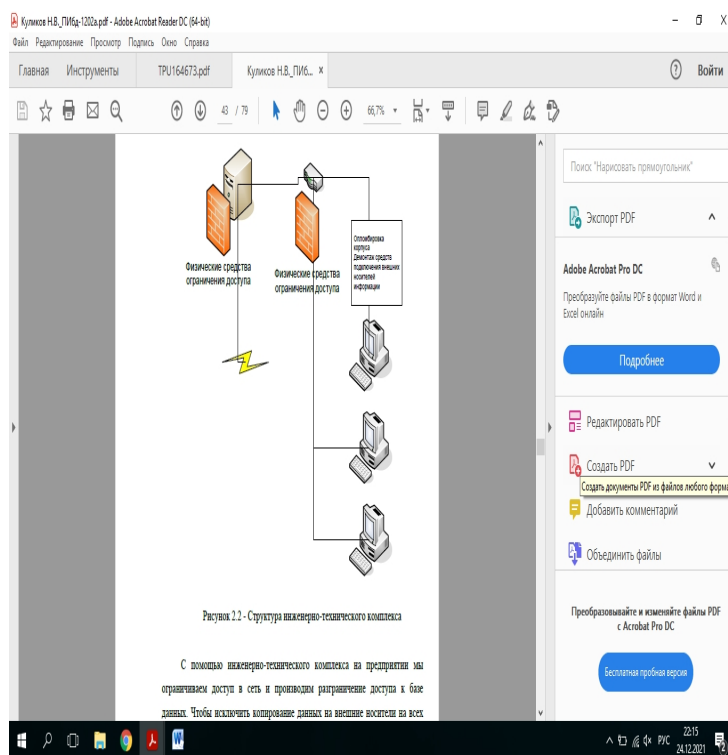 Куликов Н.В._ПИбд-1202a.pdf - Adobe Acrobat Reader DC (64-bit)
Файл Редактирование Просмотр Подпись Окно Справка
Главная Инструменты TPU164673.pdf Куликов Н.В._ПИб... × ? Войти
43 / 79 66,7%
Поиск "Нарисовать прямоугольник"
Экспорт PDF
Adobe Acrobat Pro DC
Преобразуйте файлы PDF в формат Word и
Excel онлайн
Подробнее
Редактировать PDF
Создать PDF
Создать документы PDF из файлов любого форма
Добавить комментарий
Объединить файлы
Преобразовывайте и изменяйте файлы PDF
с Acrobat Pro DC
Бесплатная пробная версия
Физические средства
ограничения доступа
Физические средства
ограничения доступа
Опломбировка
корпуса
Демонтаж средств
подключения внешних
носителей
информации
Рисунок 2.2 - Структура инженерно-технического комплекса
С помощью инженерно-технического комплекса на предприятии мы
ограничиваем доступ в сеть и производим разграничение доступа к базе
данных. Чтобы исключить копирование данных на внешние носители на всех
РУС
22:15
24.12.2021